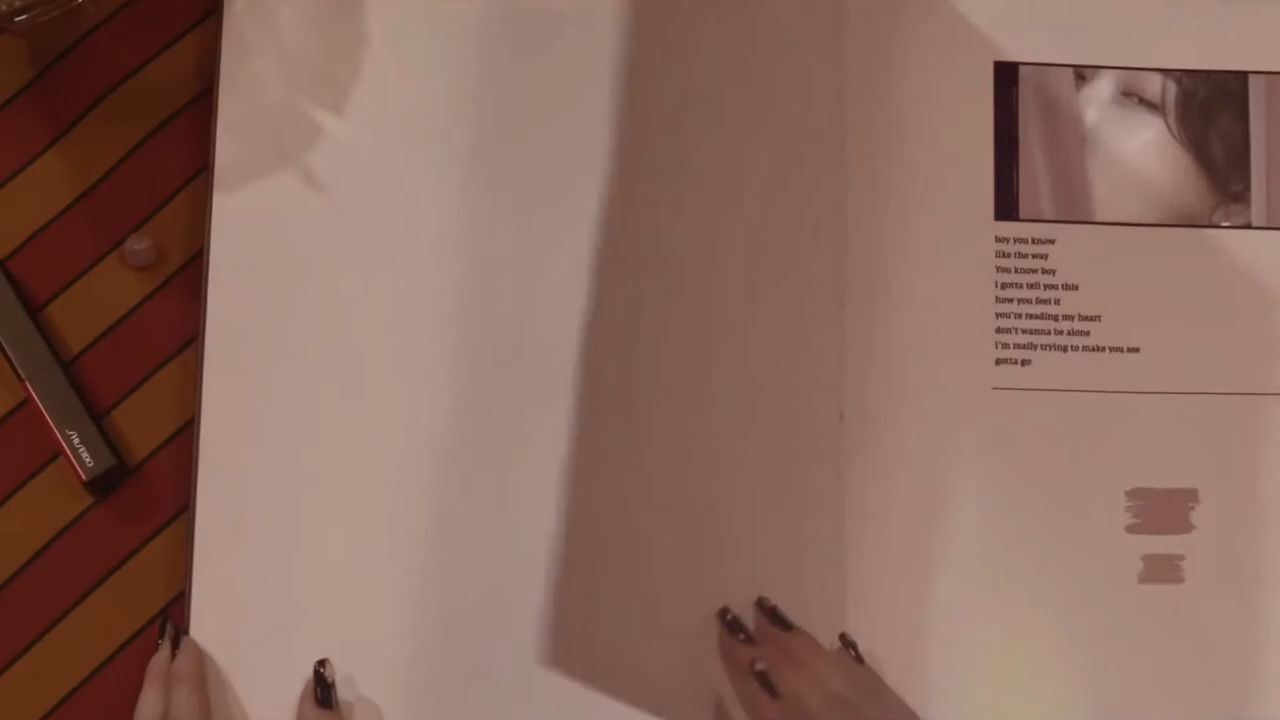 SHISEIDO
boy you know
like the way
You know boy
i gotta tell you this
how you feel it
you're reading my heart
don't wanna be alone
I'm really trying to make you see
gotta go